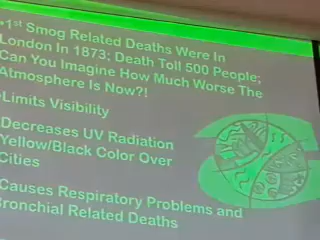 •1st Smog Related Deaths Were In
London In 1873; Death Toll 500 People;
Can You Imagine How Much Worse The
Atmosphere Is Now?!
Limits Visibility
Decreases UV Radiation
Yellow/Black Color Over
Cities
Causes Respiratory Problems and
Bronchial Related Deaths